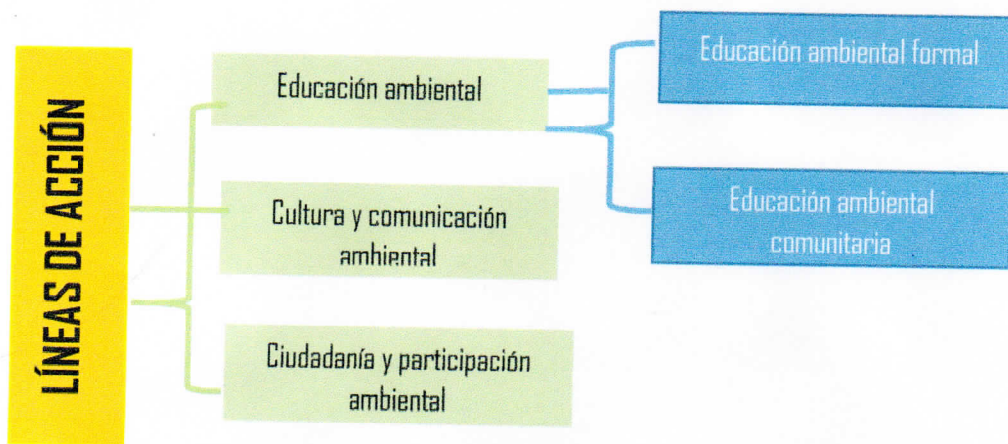 LÍNEAS DE ACCIÓN
Educación ambiental
Educación ambiental formal
Educación ambiental
comunitaria
Cultura y comunicación
ambiental
Ciudadanía y participación
ambiental